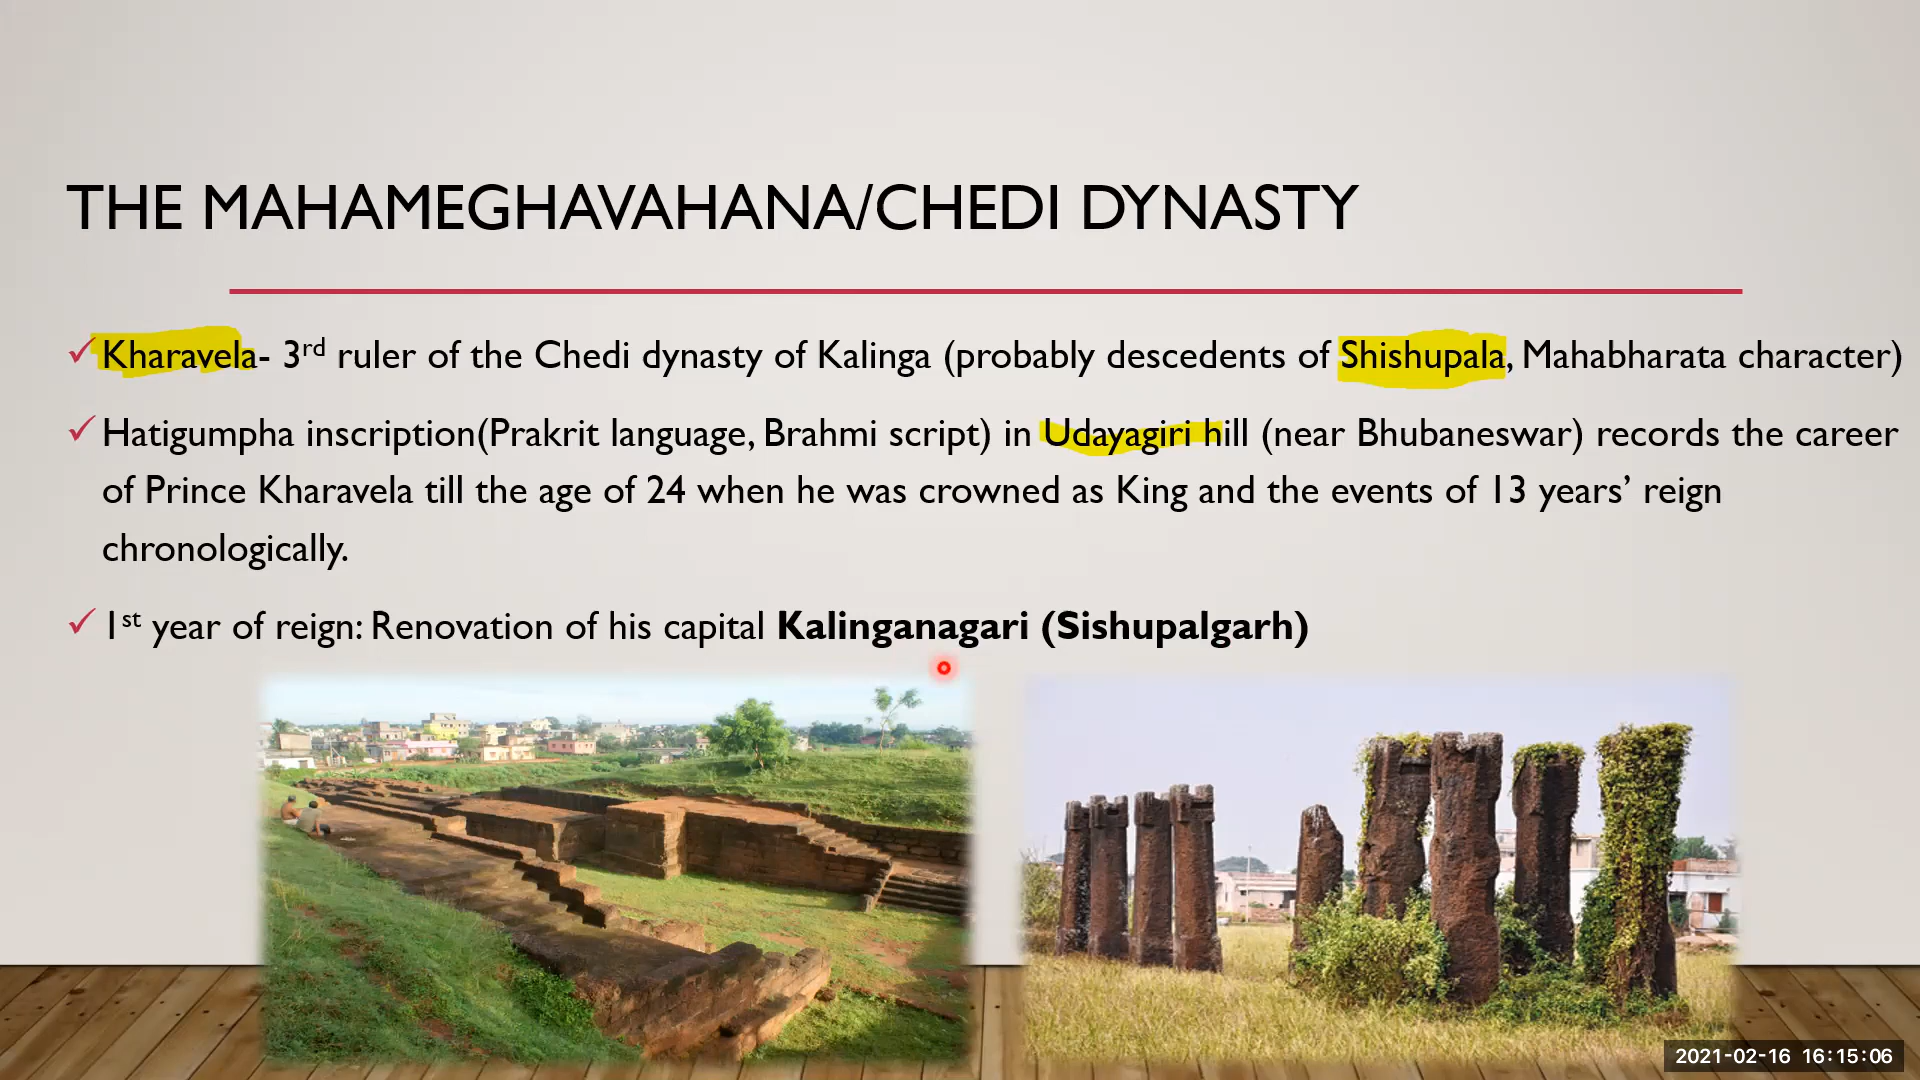 THE MAHAMEGHAVAHANA/CHEDI DYNASTY
✓ Kharavela- 3rd ruler of the Chedi dynasty of Kalinga (probably descedents of Shishupala, Mahabharata character)
✓ Hatigumpha inscription(Prakrit language, Brahmi script) in Udayagiri hill (near Bhubaneswar) records the career
of Prince Kharavela till the age of 24 when he was crowned as King and the events of 13 years’ reign
chronologically.
✓ 1st year of reign: Renovation of his capital Kalinganagari (Sishupalgarh)
2021-02-16 16:15:06